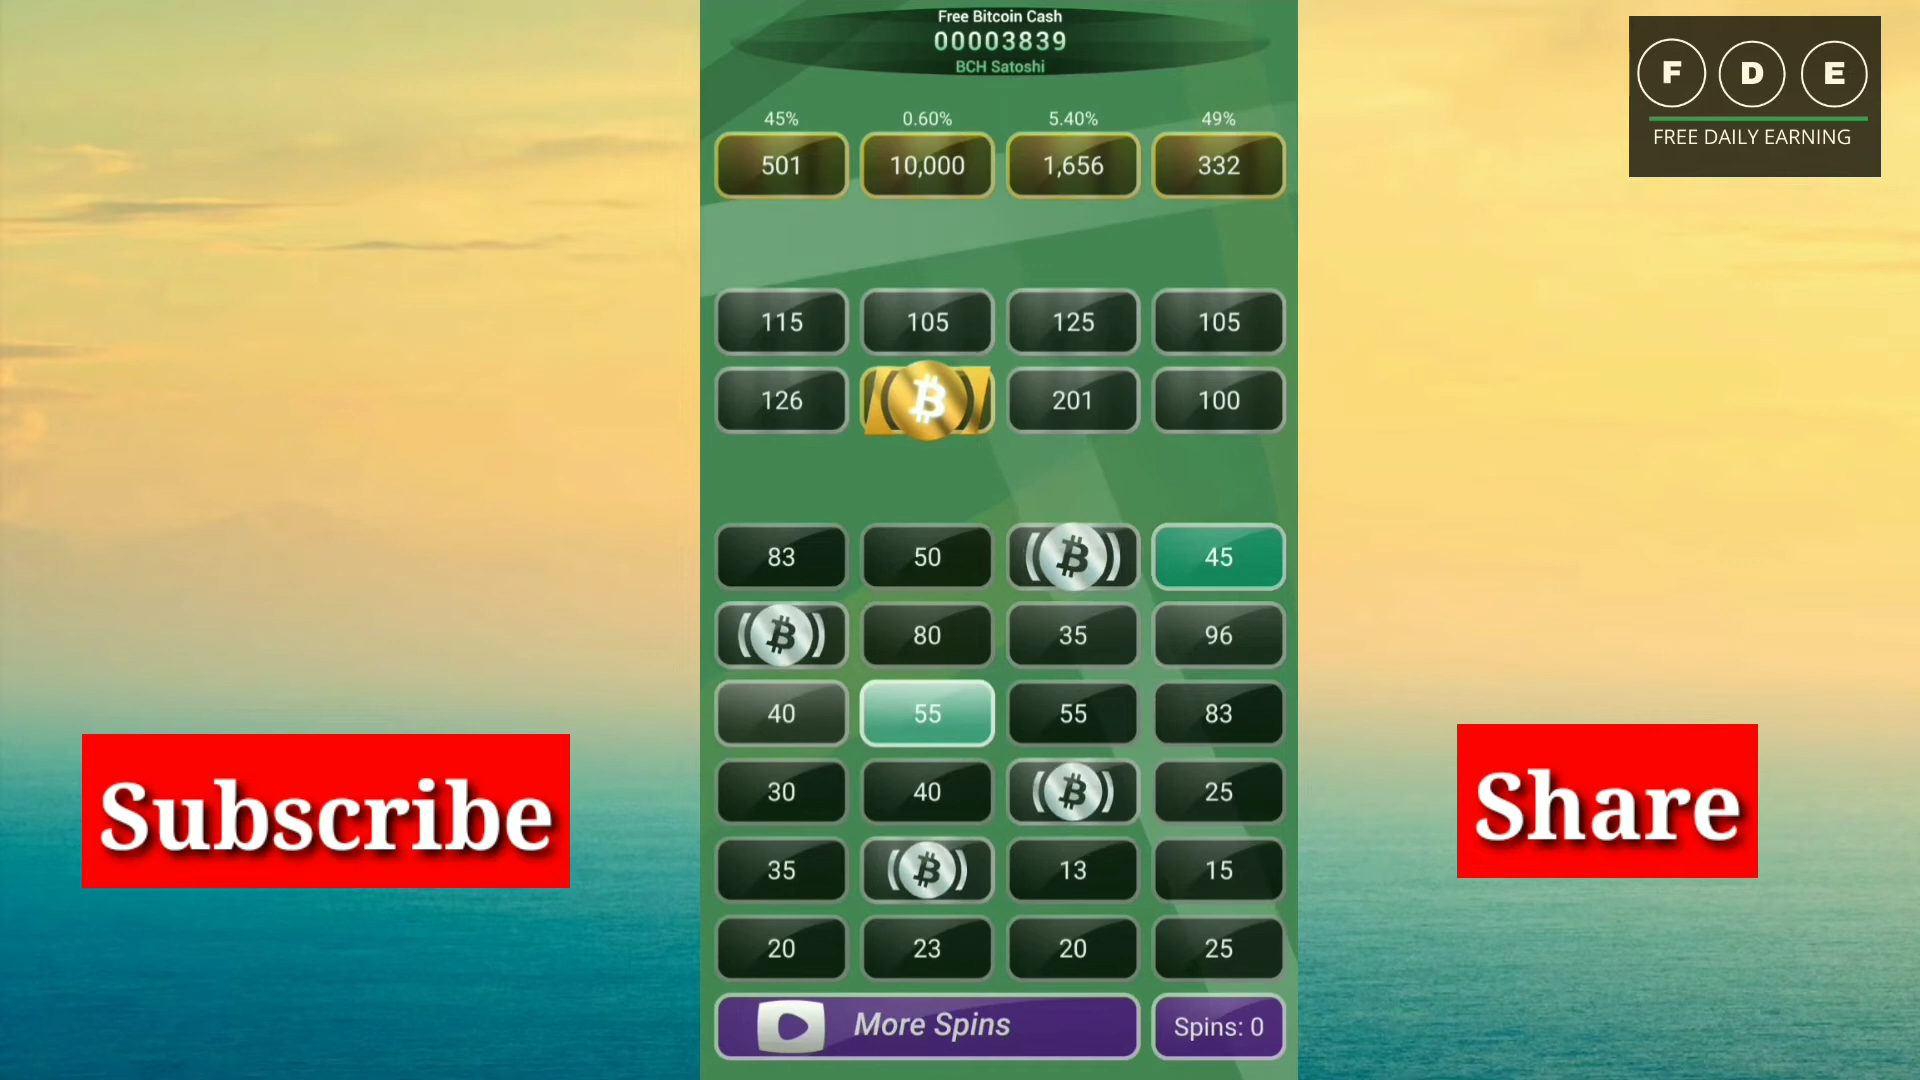 Free Bitcoin Cash
00003839
BCH Satoshi
45% 0.60% 5.40% 49%
501 10,000 1,656 332
115 105 125 105
126 201 100
83 50 45
80 35 96
40 55 55 83
30 40 25
35 13 15
20 23 20 25
More Spins Spins: 0
F D E
FREE DAILY EARNING
Subscribe
Share